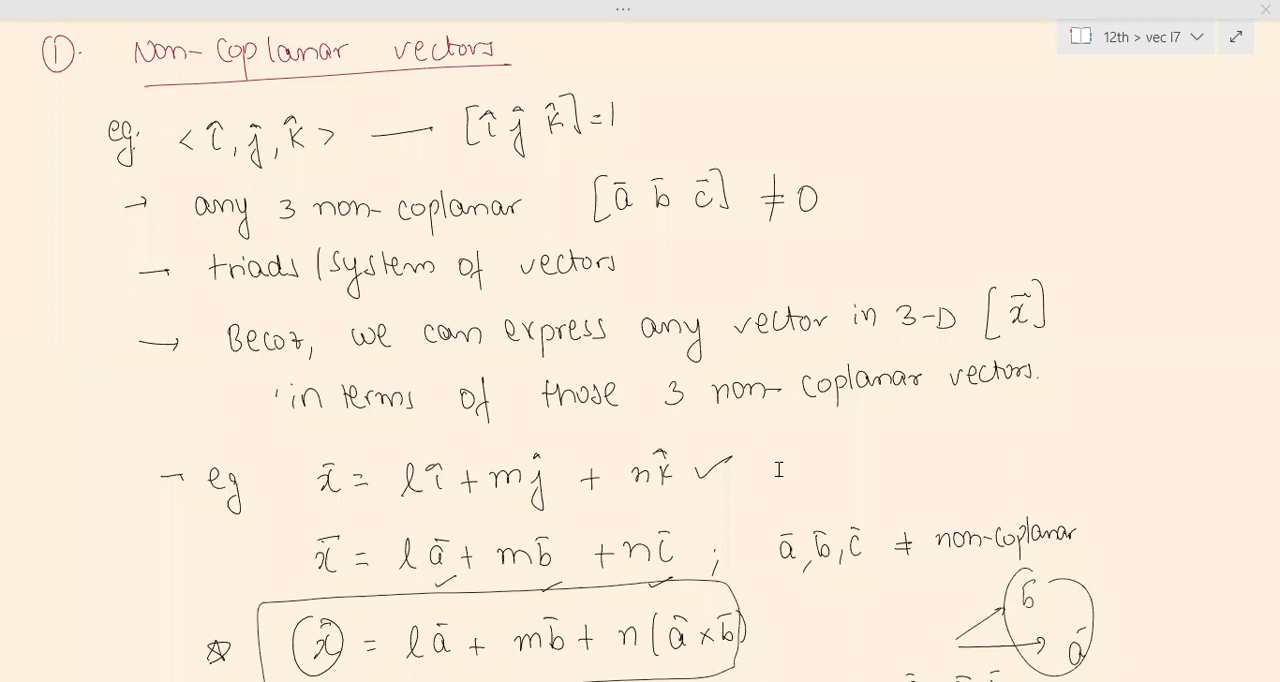 12th > vec l7
①. Non-Coplanar vectors
eg. <î, ĵ, k̂> — [î ĵ k̂]=1
→ any 3 non-coplanar [ā b̄ c̄] ≠0
— triads/system of vectors
→ Becoz, we can express any vector in 3-D [x⃗]
in terms of those 3 non-coplanar vectors.
- eg x̄ = lî + mĵ + nk̂ ✓
x̄ = lā + mb̄ + nc̄ ; ā, b̄, c̄ ≠ non-coplanar
☆ x̄ = lā + mb̄ + n(ā×b̄)
b̄
ā